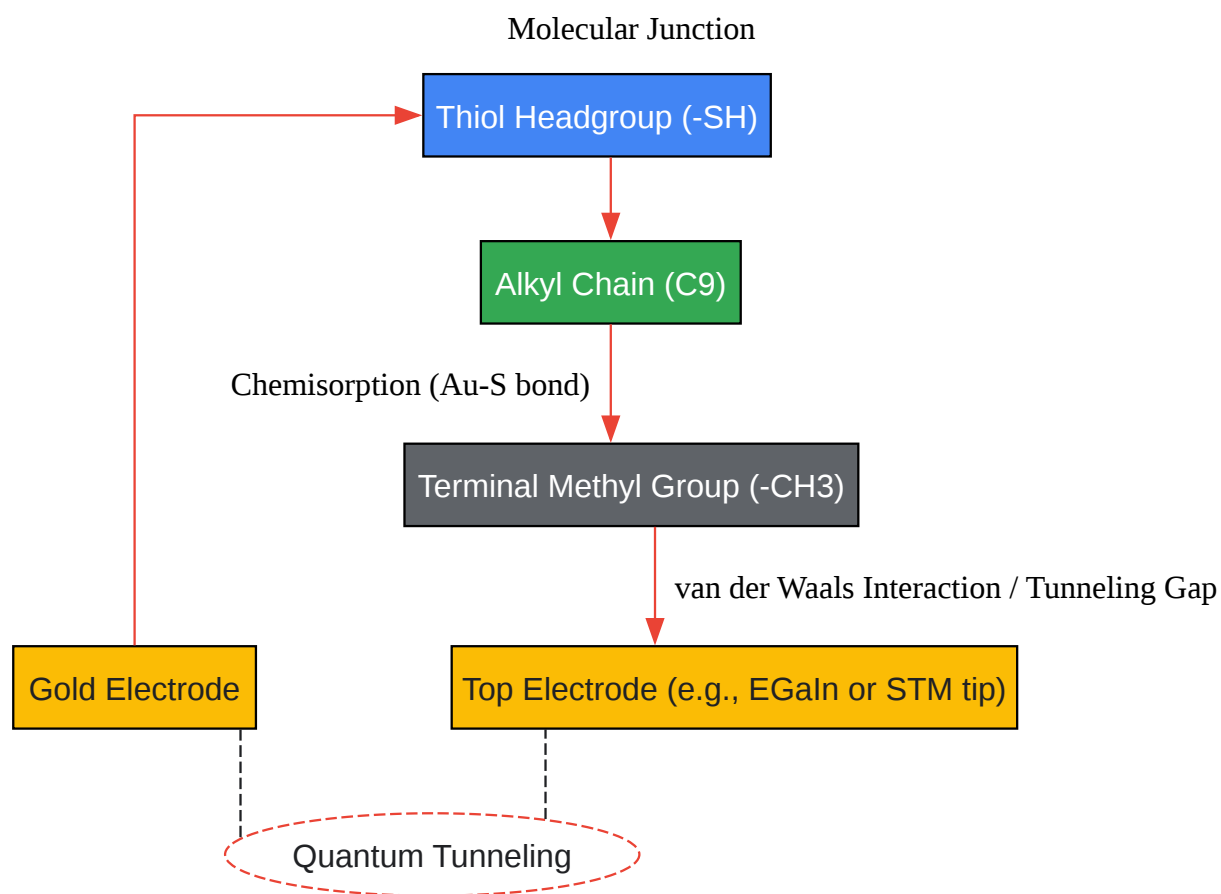 Molecular Junction
Thiol Headgroup (-SH)
Alkyl Chain (C9)
Chemisorption (Au-S bond)
Terminal Methyl Group (-CH3)
van der Waals Interaction / Tunneling Gap
Gold Electrode
Top Electrode (e.g., EGaIn or STM tip)
Quantum Tunneling